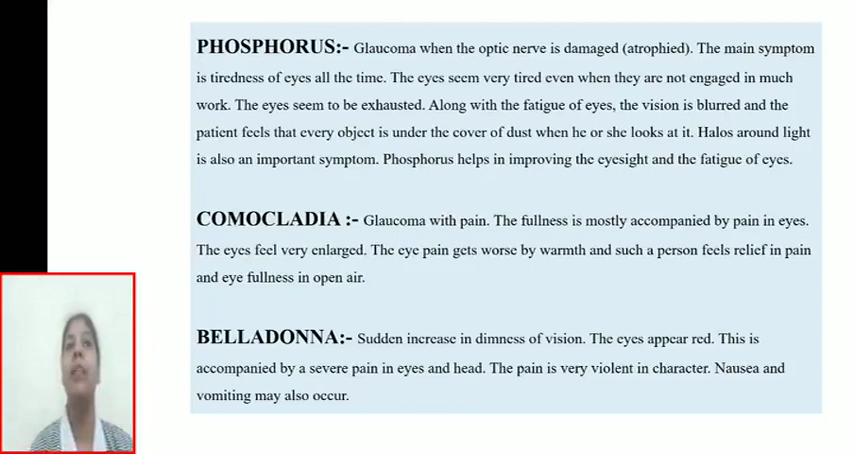 PHOSPHORUS:- Glaucoma when the optic nerve is damaged (atrophied). The main symptom
is tiredness of eyes all the time. The eyes seem very tired even when they are not engaged in much
work. The eyes seem to be exhausted. Along with the fatigue of eyes, the vision is blurred and the
patient feels that every object is under the cover of dust when he or she looks at it. Halos around light
is also an important symptom. Phosphorus helps in improving the eyesight and the fatigue of eyes.
COMOCLADIA :- Glaucoma with pain. The fullness is mostly accompanied by pain in eyes.
The eyes feel very enlarged. The eye pain gets worse by warmth and such a person feels relief in pain
and eye fullness in open air.
BELLADONNA:- Sudden increase in dimness of vision. The eyes appear red. This is
accompanied by a severe pain in eyes and head. The pain is very violent in character. Nausea and
vomiting may also occur.